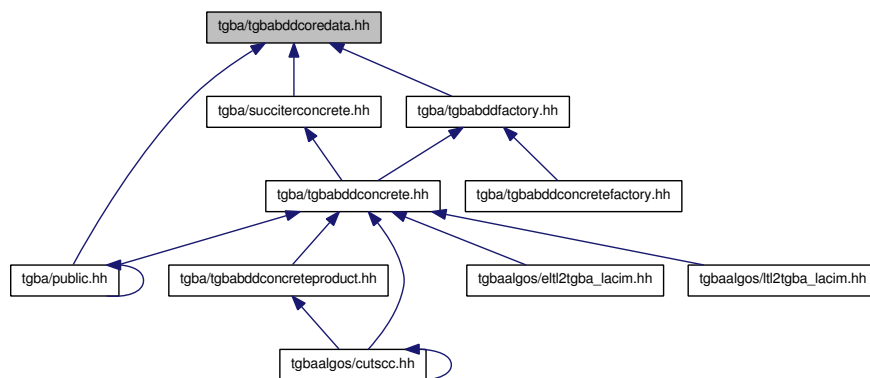 tgba/tgbabddcoredata.hh
tgba/succiterconcrete.hh
tgba/tgbabddfactory.hh
tgba/tgbabddconcrete.hh
tgba/tgbabddconcretefactory.hh
tgba/public.hh
tgba/tgbabddconcreteproduct.hh
tgbaalgos/eltl2tgba_lacim.hh
tgbaalgos/ltl2tgba_lacim.hh
tgbaalgos/cutscc.hh